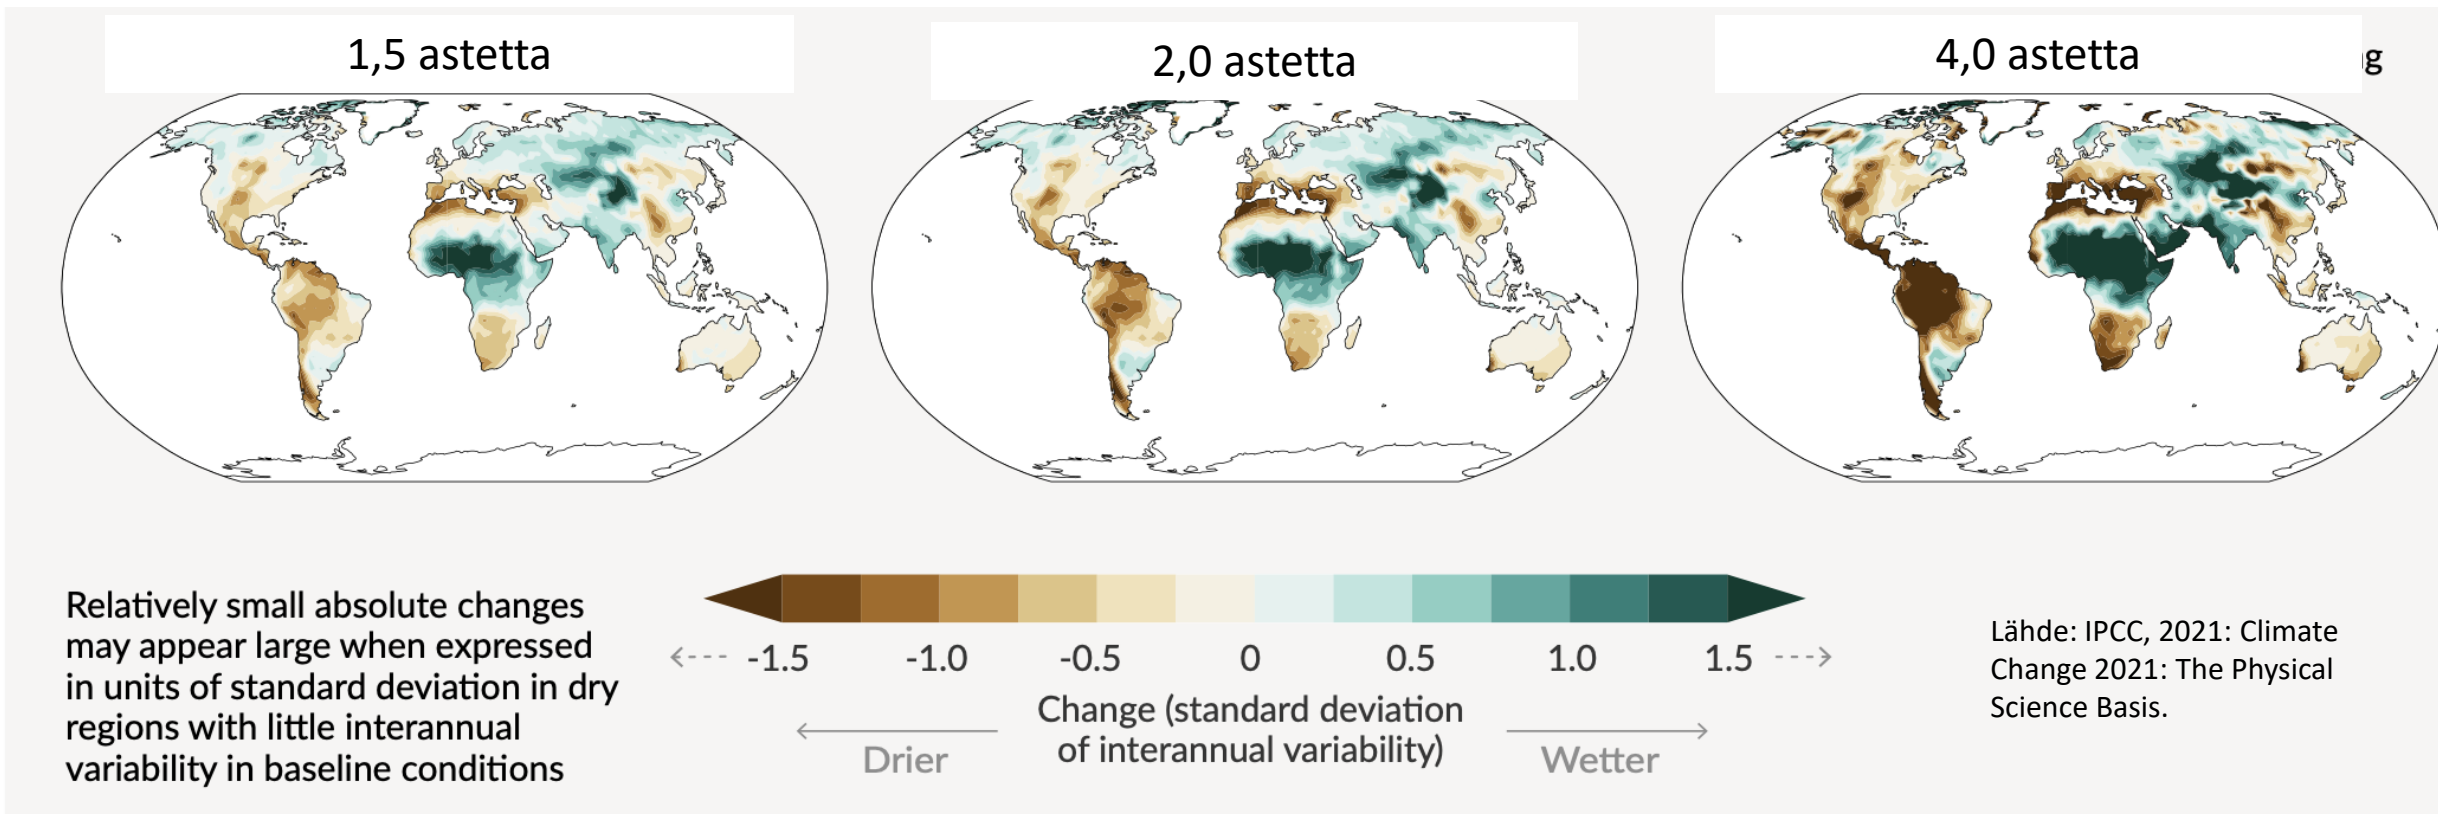 1,5 astetta
2,0 astetta
4,0 astetta
g
Relatively small absolute changes
may appear large when expressed
in units of standard deviation in dry
regions with little interannual
variability in baseline conditions
-1.5 -1.0 -0.5 0 0.5 1.0 1.5
Change (standard deviation
of interannual variability)
Drier
Wetter
Lähde: IPCC, 2021: Climate
Change 2021: The Physical
Science Basis.